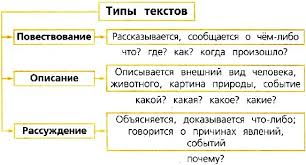 Типы текстов
Повествование
Рассказывается, сообщается о чём-либо
что? где? как? когда произошло?
Описание
Описывается внешний вид человека,
животного, картина природы, событие
какой? какая? какое? какие?
Рассуждение
Объясняется, доказывается что-либо;
говорится о причинах явлений,
событий
почему?